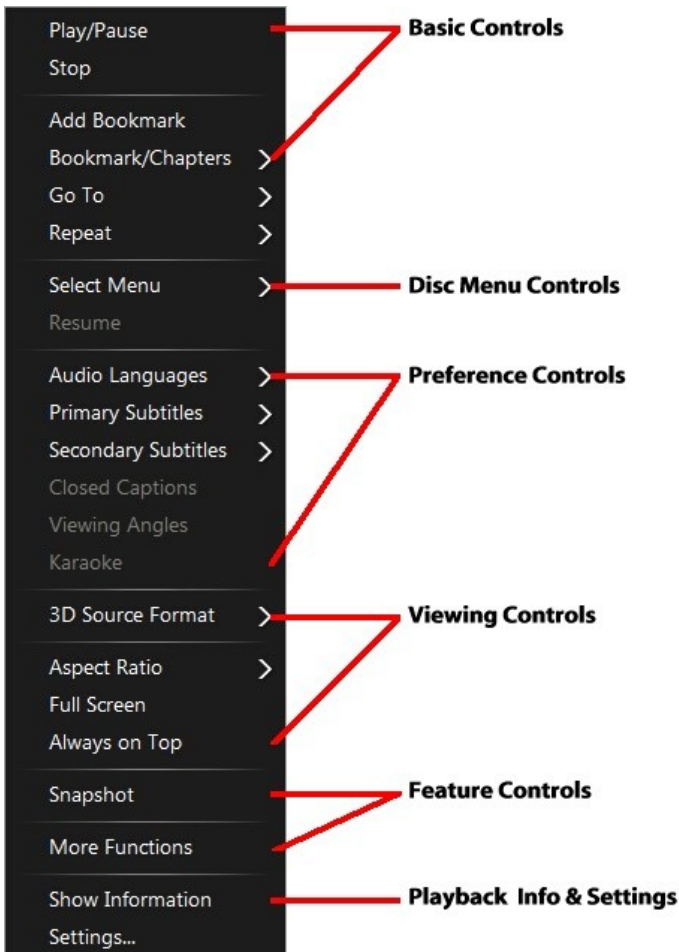 Play/Pause
Basic Controls
Stop
Add Bookmark
Bookmark/Chapters
Go To
Repeat
Select Menu
Disc Menu Controls
Resume
Audio Languages
Preference Controls
Primary Subtitles
Secondary Subtitles
Closed Captions
Viewing Angles
Karaoke
3D Source Format
Viewing Controls
Aspect Ratio
Full Screen
Always on Top
Snapshot
Feature Controls
More Functions
Show Information
Playback Info & Settings
Settings...